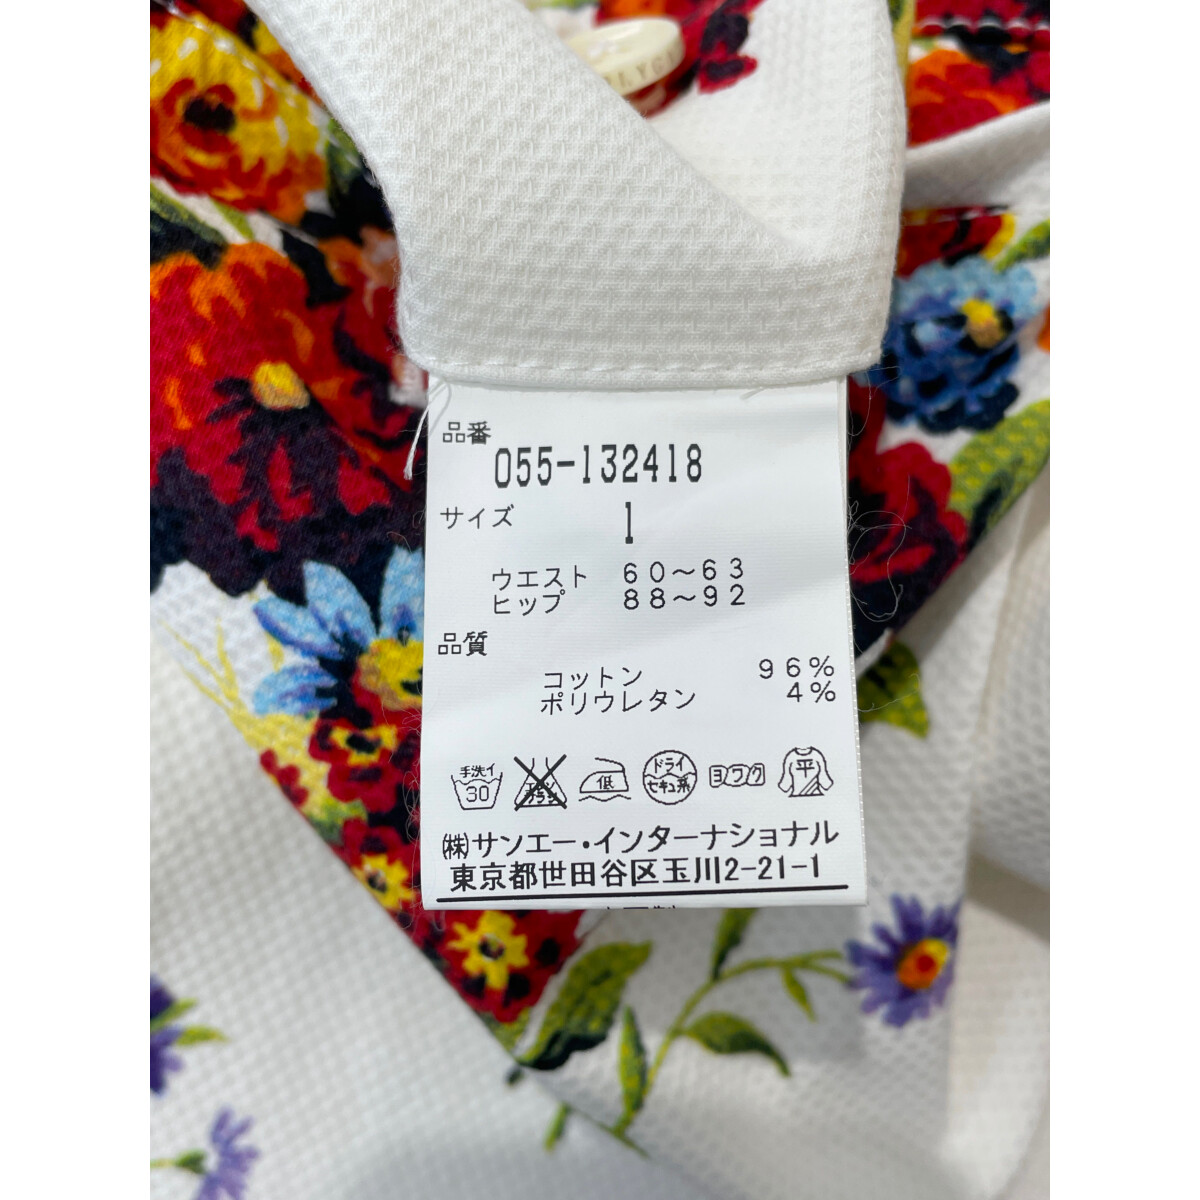 品番
055-132418
サイズ 1
ウエスト 60〜63
ヒップ 88〜92
品質
コットン 96%
ポリウレタン 4%
手洗イ 30 低 ドライ セキユ系 ヨワク 平
㈱サンエー・インターナショナル
東京都世田谷区玉川2-21-1